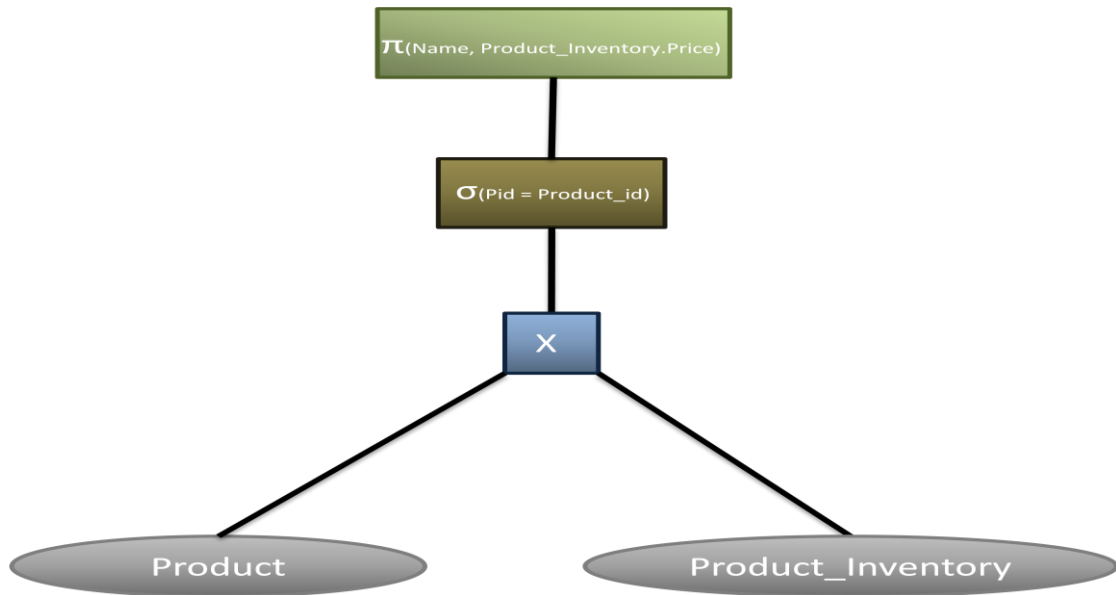 π(Name, Product_Inventory.Price)
σ(Pid = Product_id)
X
Product
Product_Inventory